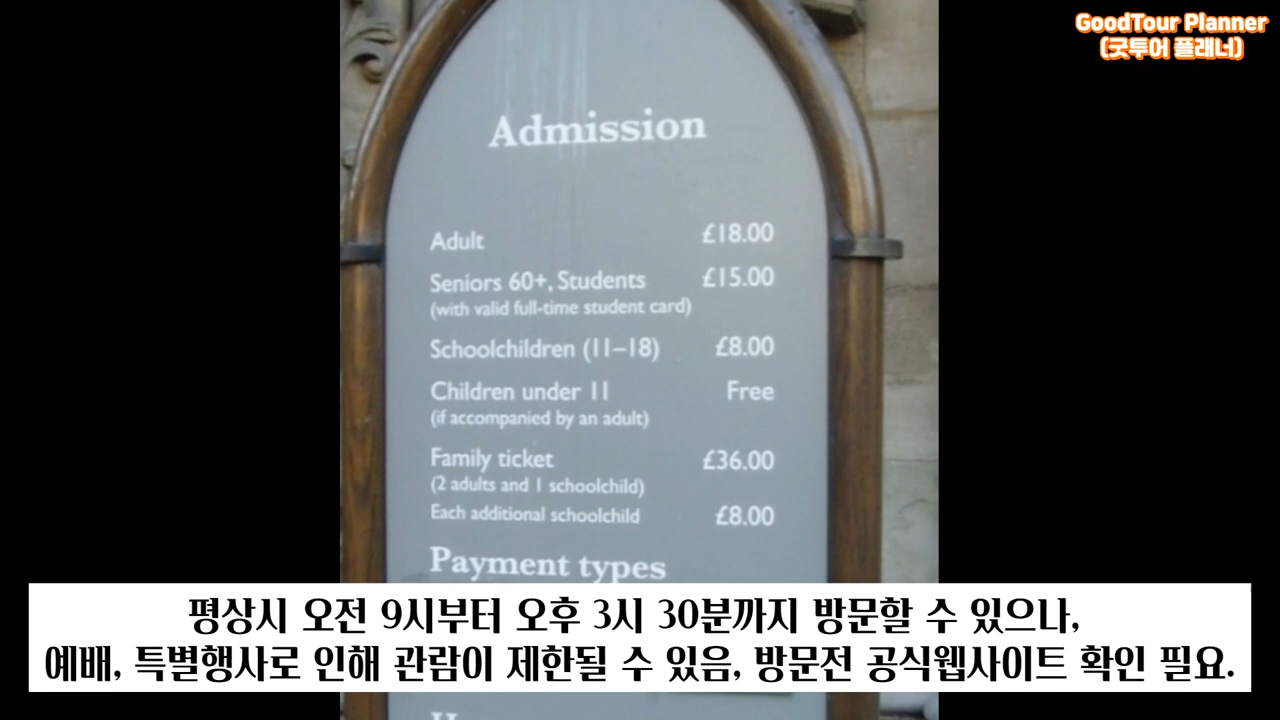 GoodTour Planner
(굿투어 플래너)
Admission
Adult £18.00
Seniors 60+, Students £15.00
(with valid full-time student card)
Schoolchildren (11–18) £8.00
Children under 11 Free
(if accompanied by an adult)
Family ticket £36.00
(2 adults and 1 schoolchild)
Each additional schoolchild £8.00
Payment types
평상시 오전 9시부터 오후 3시 30분까지 방문할 수 있으나,
예배, 특별행사로 인해 관람이 제한될 수 있음, 방문전 공식웹사이트 확인 필요.